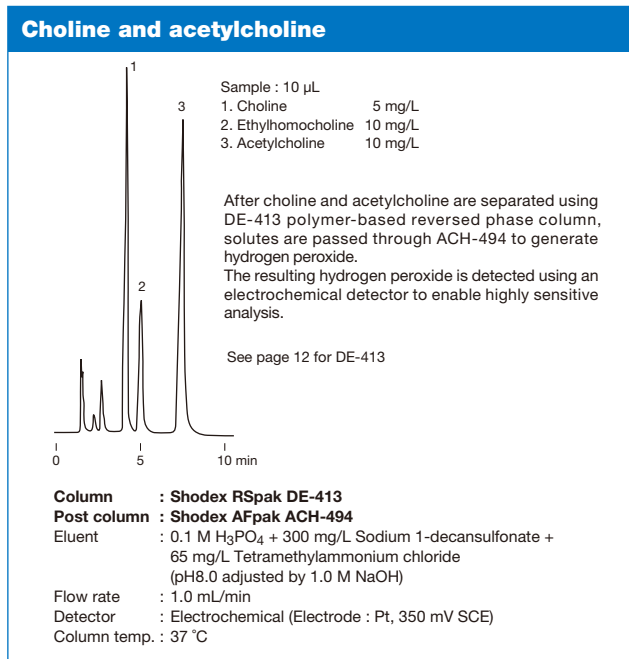 Choline and acetylcholine
1
3
2
Sample : 10 µL
1. Choline 5 mg/L
2. Ethylhomocholine 10 mg/L
3. Acetylcholine 10 mg/L
After choline and acetylcholine are separated using
DE-413 polymer-based reversed phase column,
solutes are passed through ACH-494 to generate
hydrogen peroxide.
The resulting hydrogen peroxide is detected using an
electrochemical detector to enable highly sensitive
analysis.
See page 12 for DE-413
0 5 10 min
Column : Shodex RSpak DE-413
Post column : Shodex AFpak ACH-494
Eluent : 0.1 M H₃PO₄ + 300 mg/L Sodium 1-decansulfonate +
65 mg/L Tetramethylammonium chloride
(pH8.0 adjusted by 1.0 M NaOH)
Flow rate : 1.0 mL/min
Detector : Electrochemical (Electrode : Pt, 350 mV SCE)
Column temp. : 37 ˚C